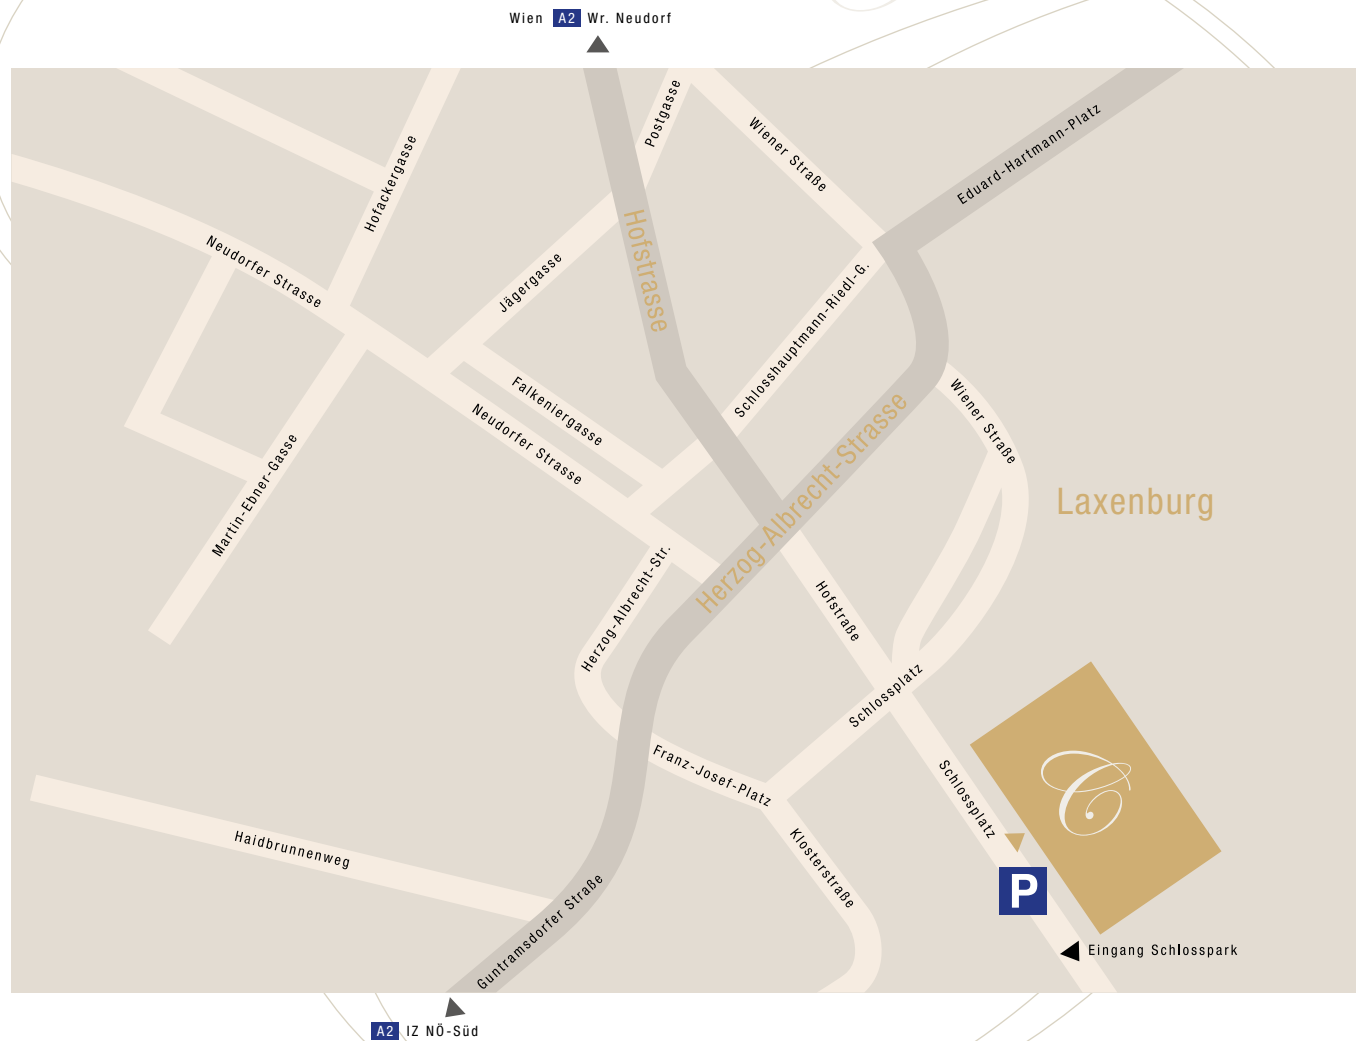 Wien A2 Wr. Neudorf
Postgasse
Wiener Straße
Eduard-Hartmann-Platz
Hofackergasse
Neudorfer Strasse
Jägergasse
Hofstrasse
Schlosshauptmann-Riedl-G.
Falkeniergasse
Neudorfer Strasse
Herzog-Albrecht-Strasse
Wiener Straße
Martin-Ebner-Gasse
Laxenburg
Herzog-Albrecht-Str.
Hofstraße
Schlossplatz
Franz-Josef-Platz
Schlossplatz
C
Haidbrunnenweg
Klosterstraße
P
Guntramsdorfer Straße
Eingang Schlosspark
A2 IZ NÖ-Süd